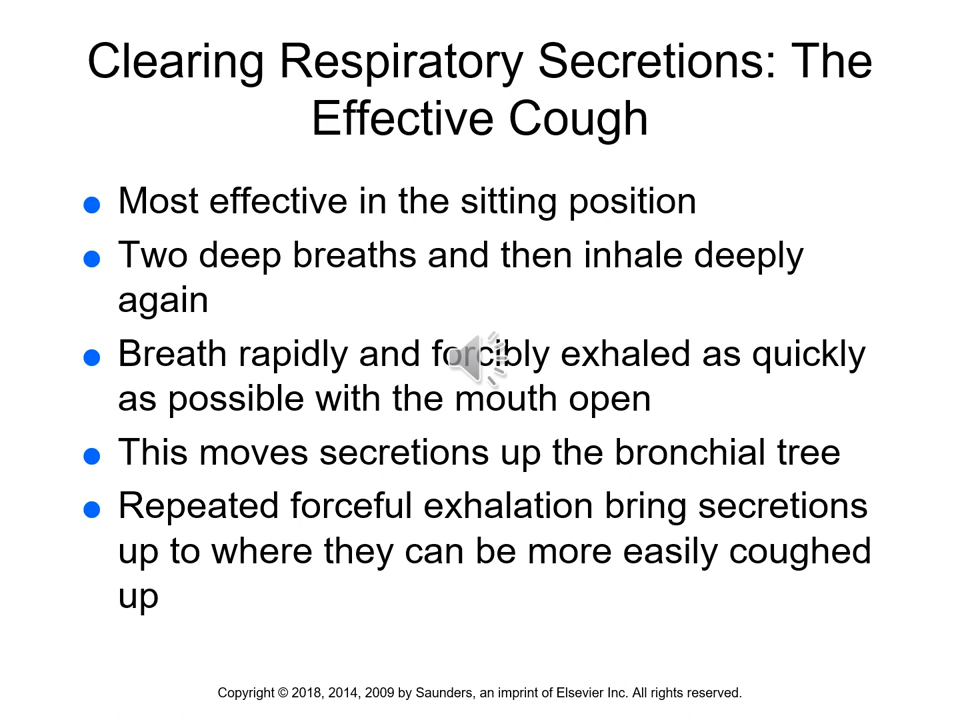 Clearing Respiratory Secretions: The
Effective Cough
● Most effective in the sitting position
● Two deep breaths and then inhale deeply
again
● Breath rapidly and forcibly exhaled as quickly
as possible with the mouth open
● This moves secretions up the bronchial tree
● Repeated forceful exhalation bring secretions
up to where they can be more easily coughed
up
Copyright © 2018, 2014, 2009 by Saunders, an imprint of Elsevier Inc. All rights reserved.